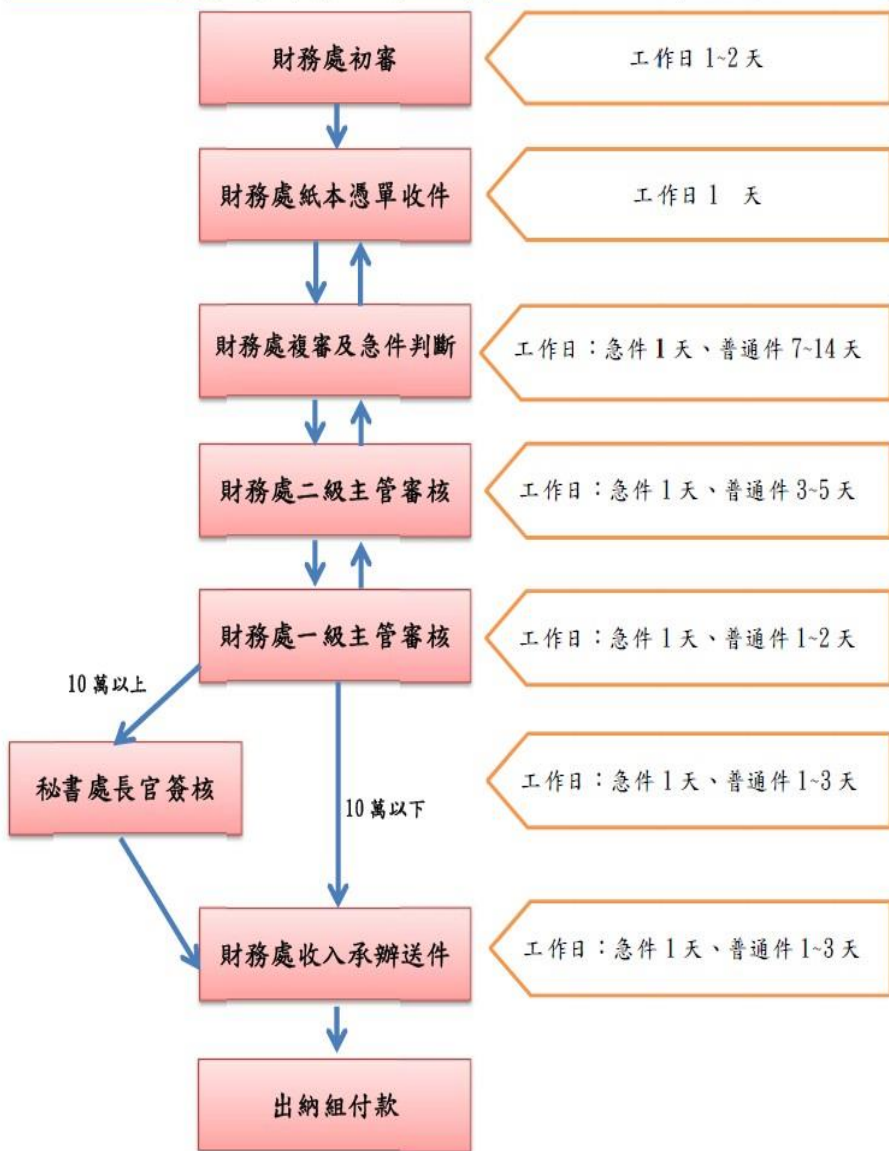 財務處初審
工作日 1~2 天
財務處紙本憑單收件
工作日 1 天
財務處複審及急件判斷
工作日：急件 1 天、普通件 7~14 天
財務處二級主管審核
工作日：急件 1 天、普通件 3~5 天
財務處一級主管審核
工作日：急件 1 天、普通件 1~2 天
10 萬以上
秘書處長官簽核
工作日：急件 1 天、普通件 1~3 天
10 萬以下
財務處收入承辦送件
工作日：急件 1 天、普通件 1~3 天
出納組付款